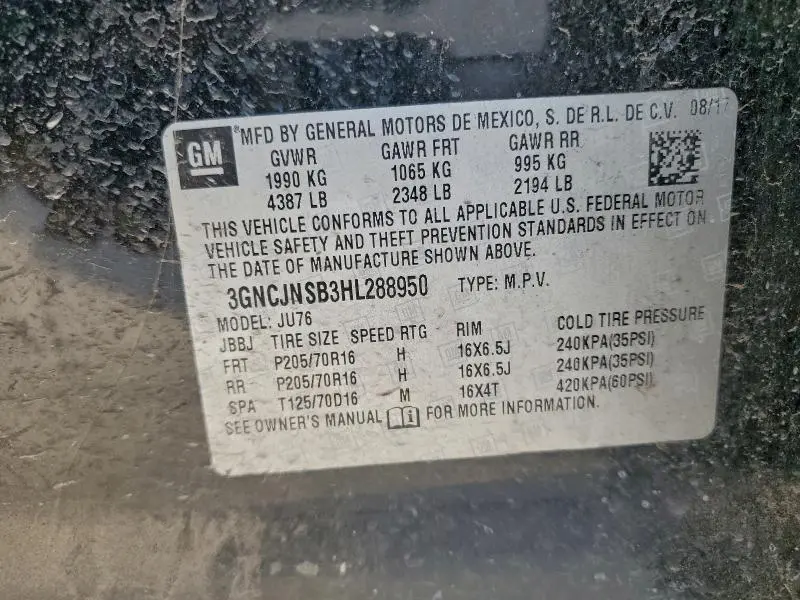 GM
®MFD BY GENERAL MOTORS DE MEXICO, S. DE R.L. DE C.V. 08/17
GVWR GAWR FRT GAWR RR
1990 KG 1065 KG 995 KG
4387 LB 2348 LB 2194 LB
THIS VEHICLE CONFORMS TO ALL APPLICABLE U.S. FEDERAL MOTOR
VEHICLE SAFETY AND THEFT PREVENTION STANDARDS IN EFFECT ON
THE DATE OF MANUFACTURE SHOWN ABOVE.
3GNCJNSB3HL288950 TYPE: M.P.V.
MODEL: JU76
JBBJ TIRE SIZE SPEED RTG RIM COLD TIRE PRESSURE
FRT P205/70R16 H 16X6.5J 240KPA(35PSI)
RR P205/70R16 H 16X6.5J 240KPA(35PSI)
SPA T125/70D16 M 16X4T 420KPA(60PSI)
SEE OWNER'S MANUAL FOR MORE INFORMATION.